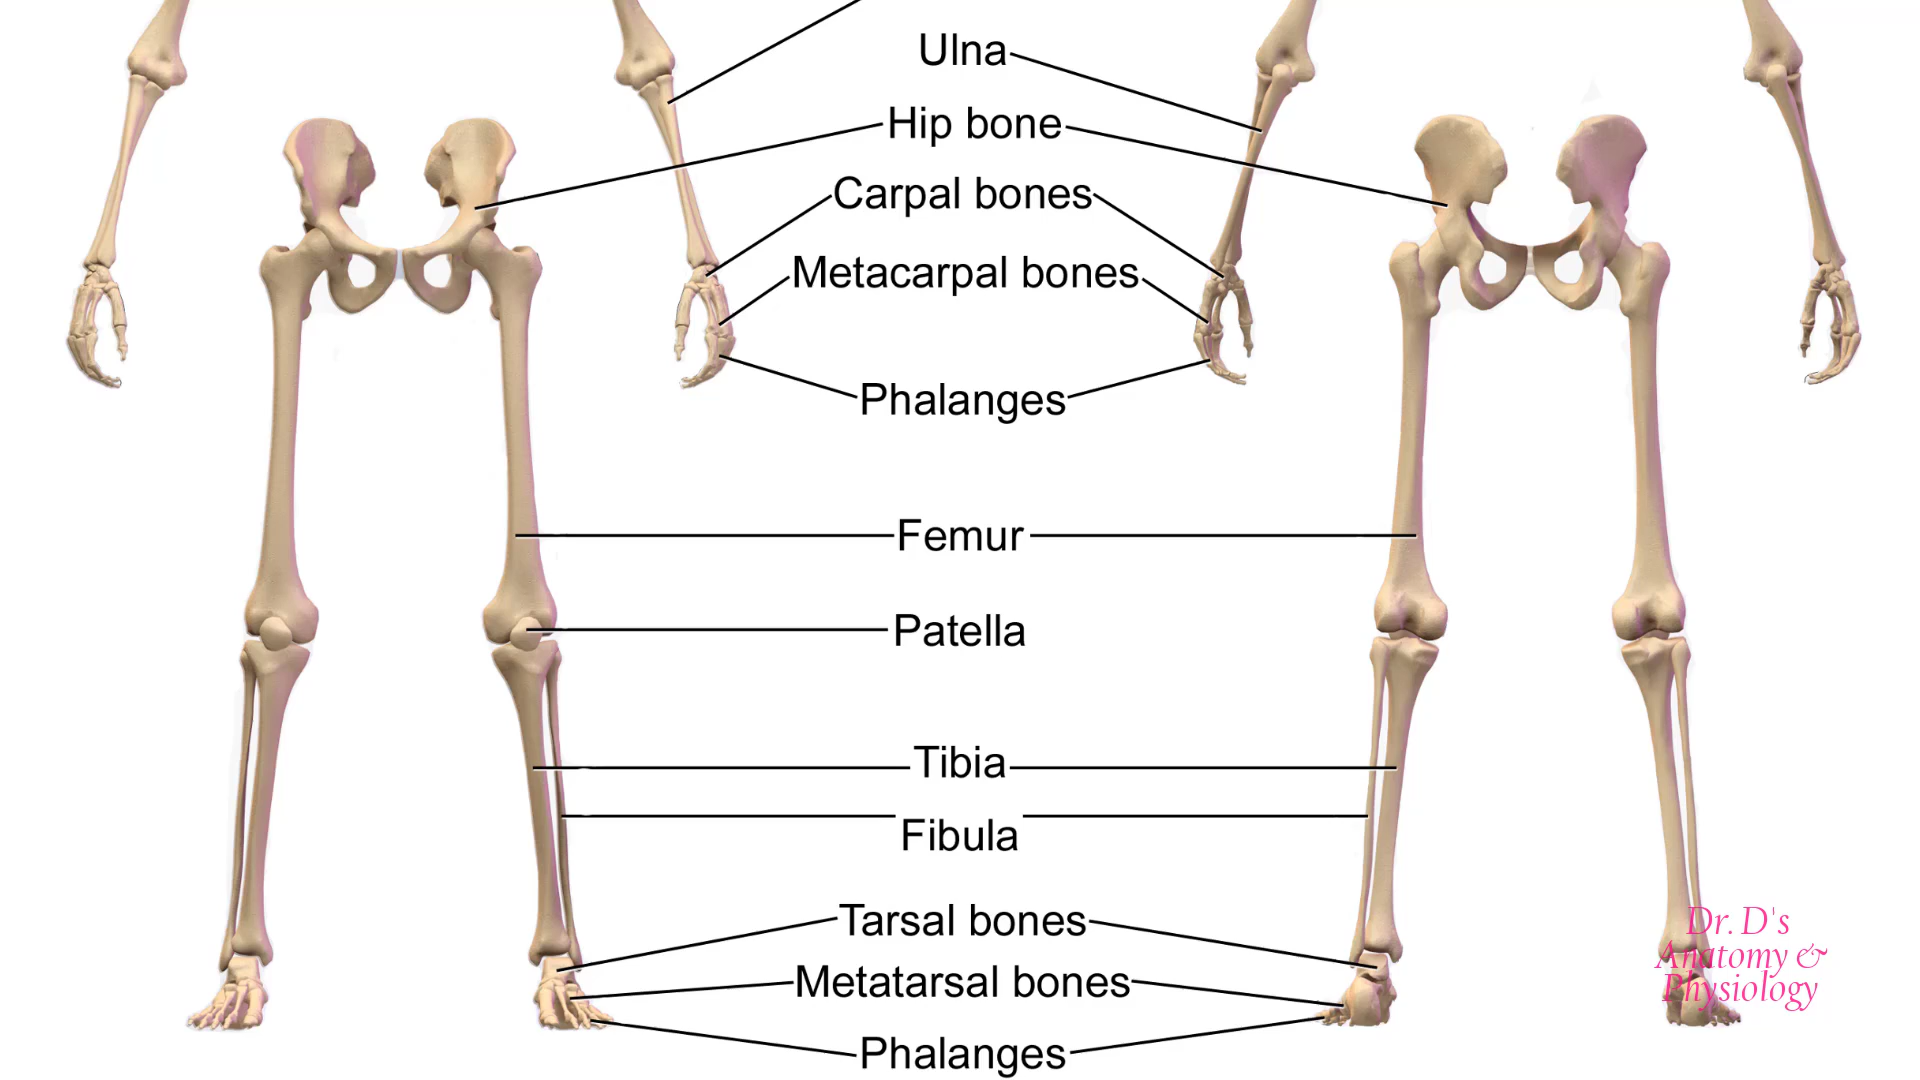 Ulna
Hip bone
Carpal bones
Metacarpal bones
Phalanges
Femur
Patella
Tibia
Fibula
Tarsal bones
Metatarsal bones
Phalanges
Dr. D's
Anatomy &
Physiology